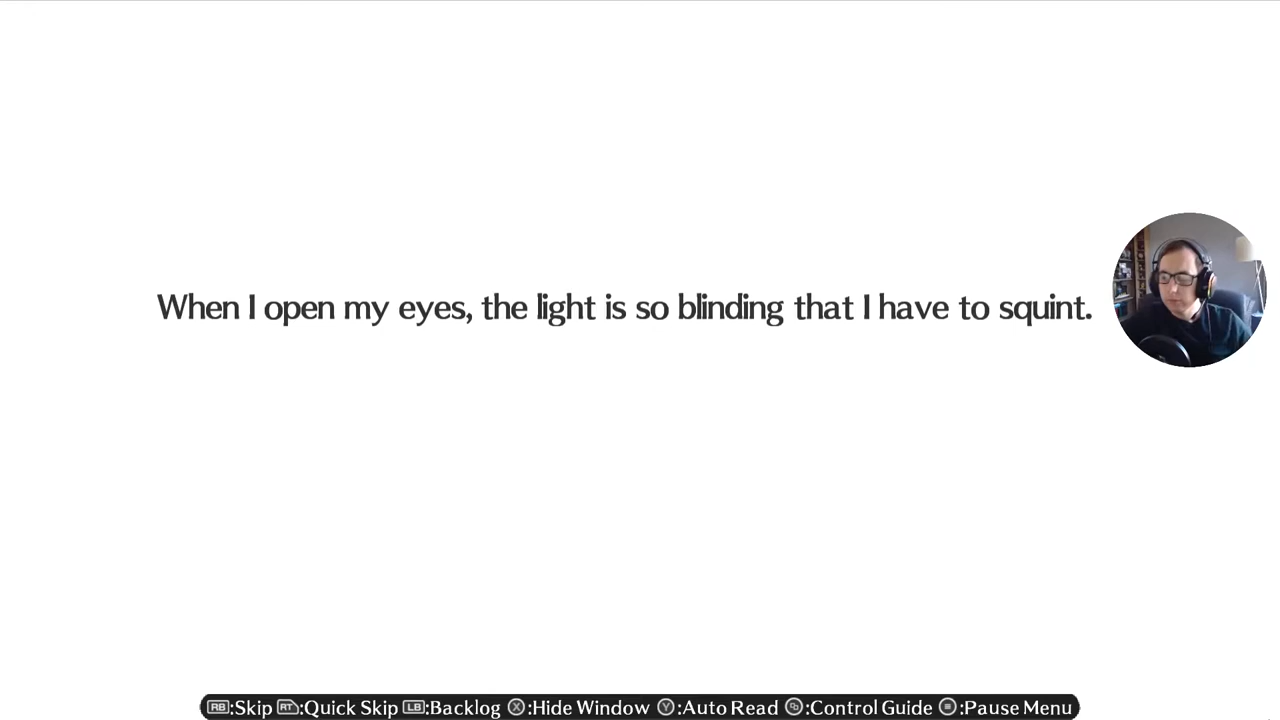 When I open my eyes, the light is so blinding that I have to squint.
RB:Skip RT:Quick Skip LB:Backlog X:Hide Window Y:Auto Read :Control Guide :Pause Menu